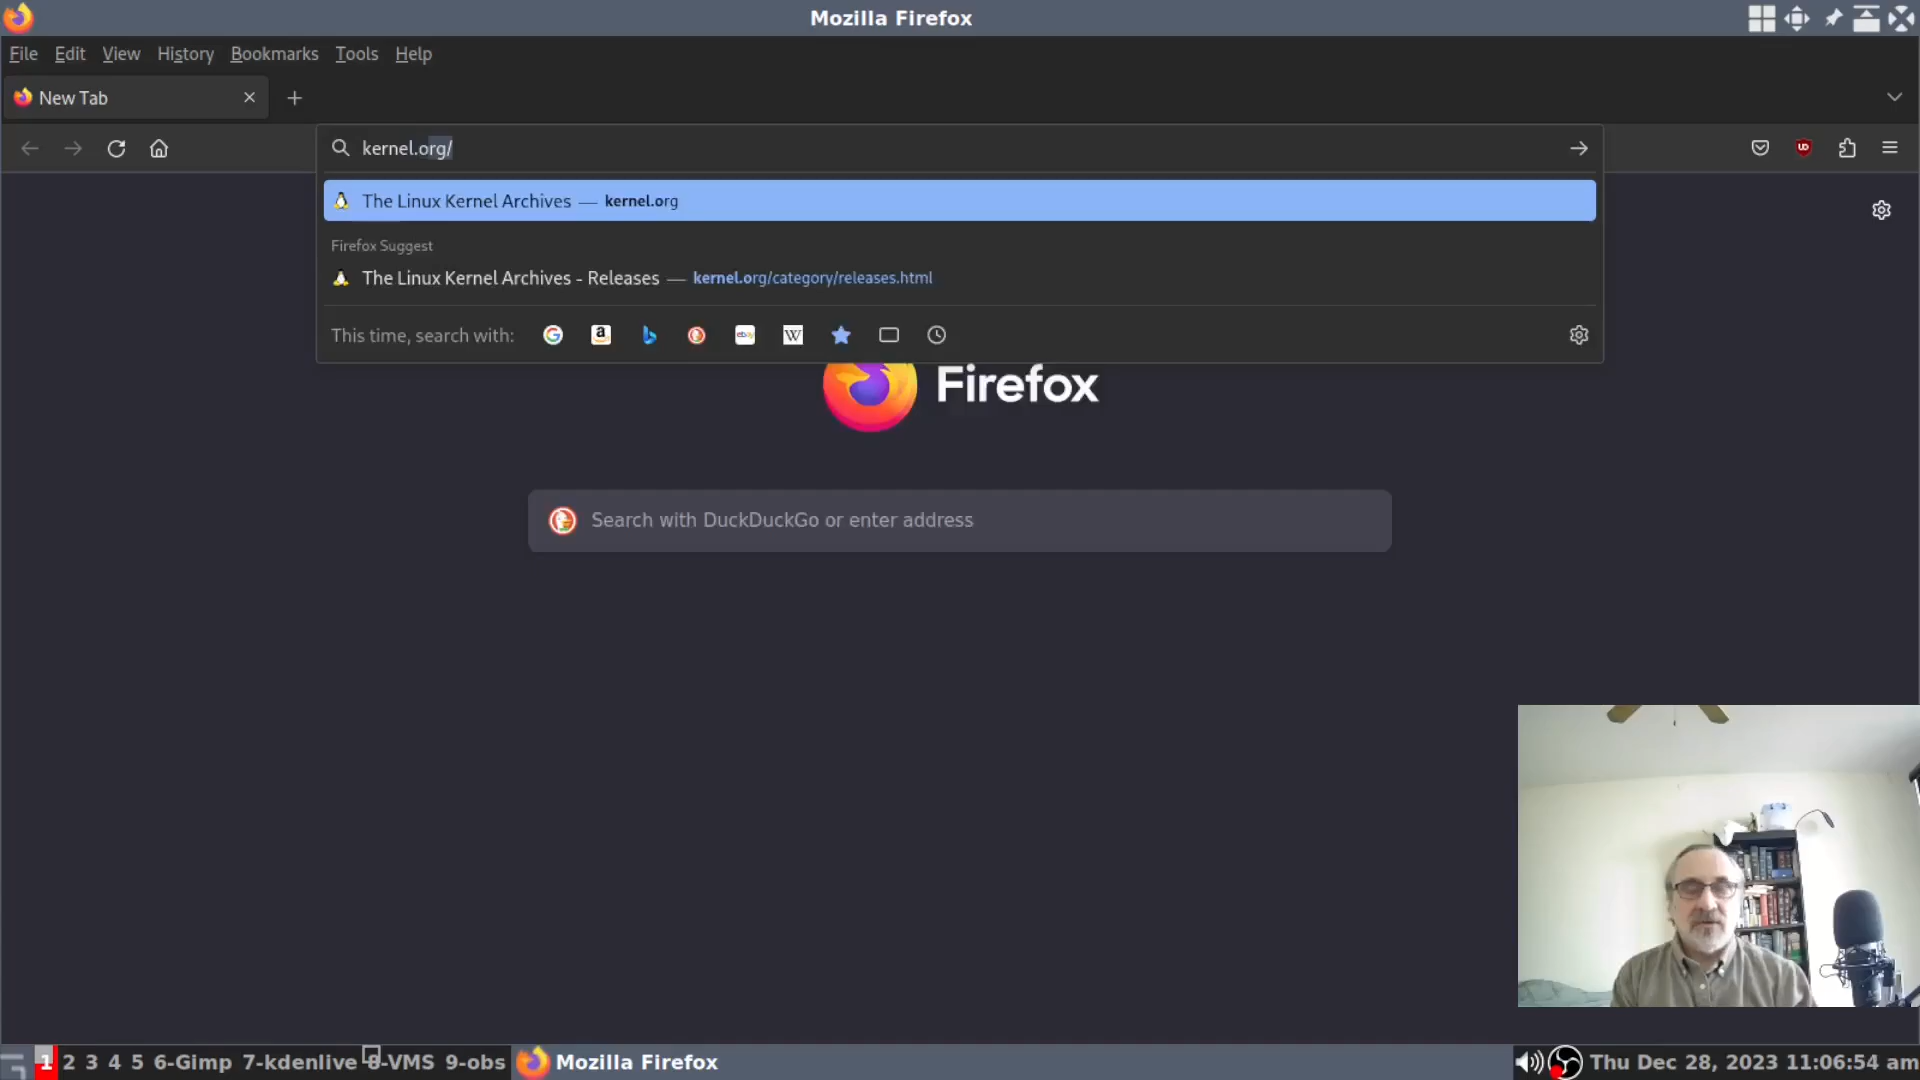 Mozilla Firefox
File Edit View History Bookmarks Tools Help
New Tab
kernel.org/
The Linux Kernel Archives — kernel.org
Firefox Suggest
The Linux Kernel Archives - Releases — kernel.org/category/releases.html
This time, search with:
Firefox
Search with DuckDuckGo or enter address
1 2 3 4 5 6-Gimp 7-kdenlive 8-VMS 9-obs Mozilla Firefox Thu Dec 28, 2023 11:06:54 am